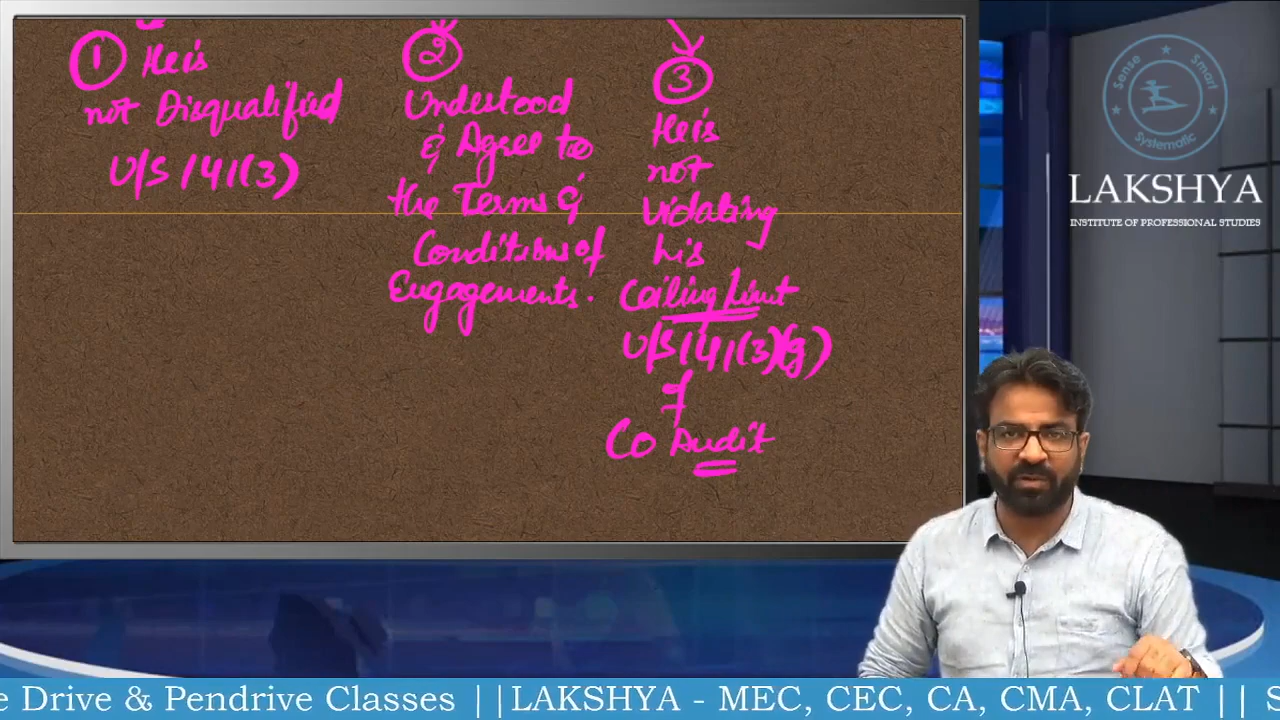 ① He is
not Disqualified
U/S 141(3)
②
Understood
& Agree to
the Terms &
Conditions of
Engagements.
③
He is
not
Violating
his
Ceiling Limit
U/S 141(3)(g)
of
Co Audit
Sense
Smart
Systematic
LAKSHYA
INSTITUTE OF PROFESSIONAL STUDIES
e Drive & Pendrive Classes ||LAKSHYA - MEC, CEC, CA, CMA, CLAT || S